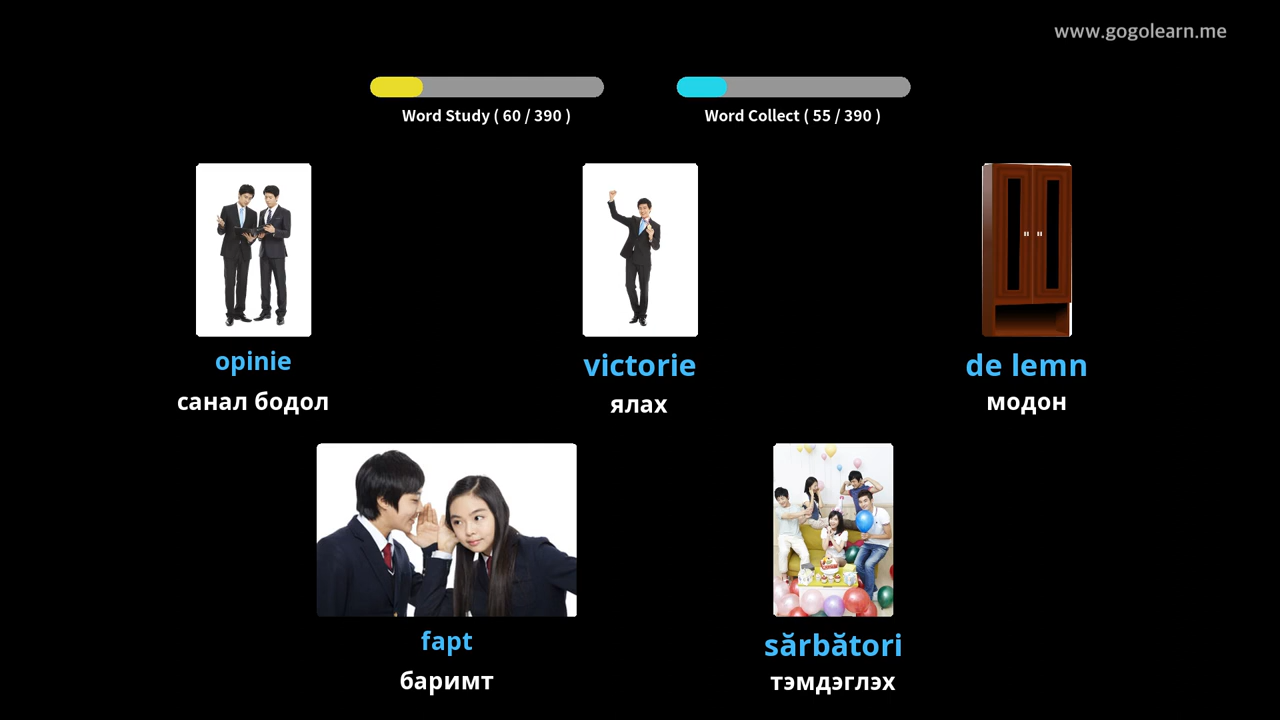 www.gogolearn.me
Word Study ( 60 / 390 )
Word Collect ( 55 / 390 )
opinie
санал бодол
victorie
ялах
de lemn
модон
fapt
баримт
sărbători
тэмдэглэх